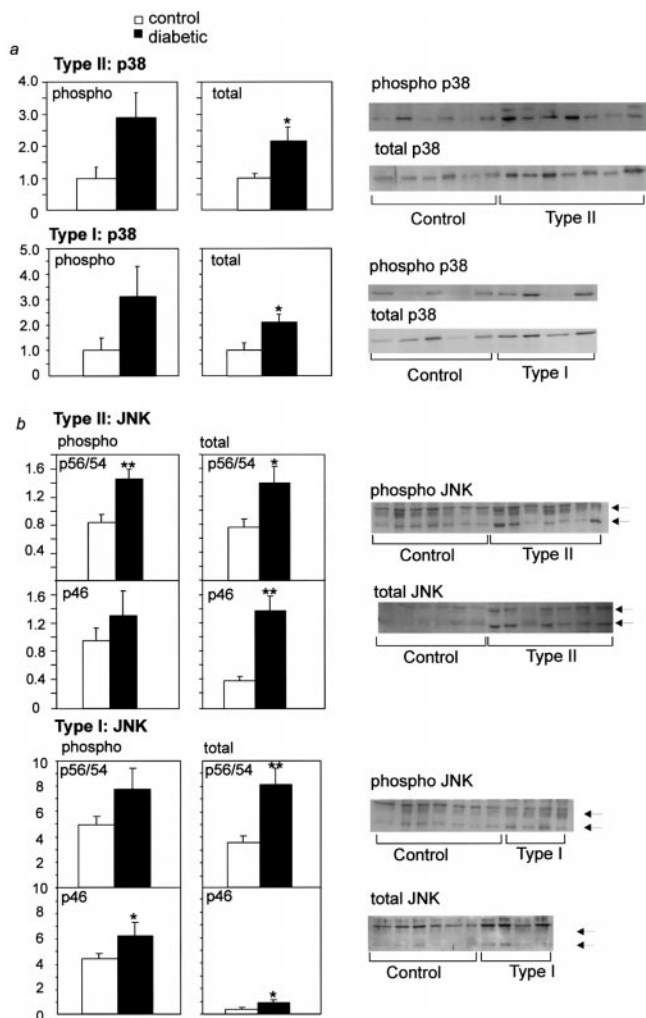 control
diabetic
a
Type II: p38
phospho
total
4.0
3.0
2.0
1.0
0
*
phospho p38
total p38
Control
Type II
Type I: p38
phospho
total
5.0
4.0
3.0
2.0
1.0
0
*
phospho p38
total p38
Control
Type I
b
Type II: JNK
phospho
total
p56/54
**
p56/54
*
1.6
1.2
0.8
0.4
p46
p46
**
1.6
1.2
0.8
0.4
0
phospho JNK
Control
Type II
total JNK
Control
Type II
Type I: JNK
phospho
total
10
p56/54
p56/54
**
8
6
4
2
10
p46
*
p46
*
8
6
4
2
0
phospho JNK
Control
Type I
total JNK
Control
Type I